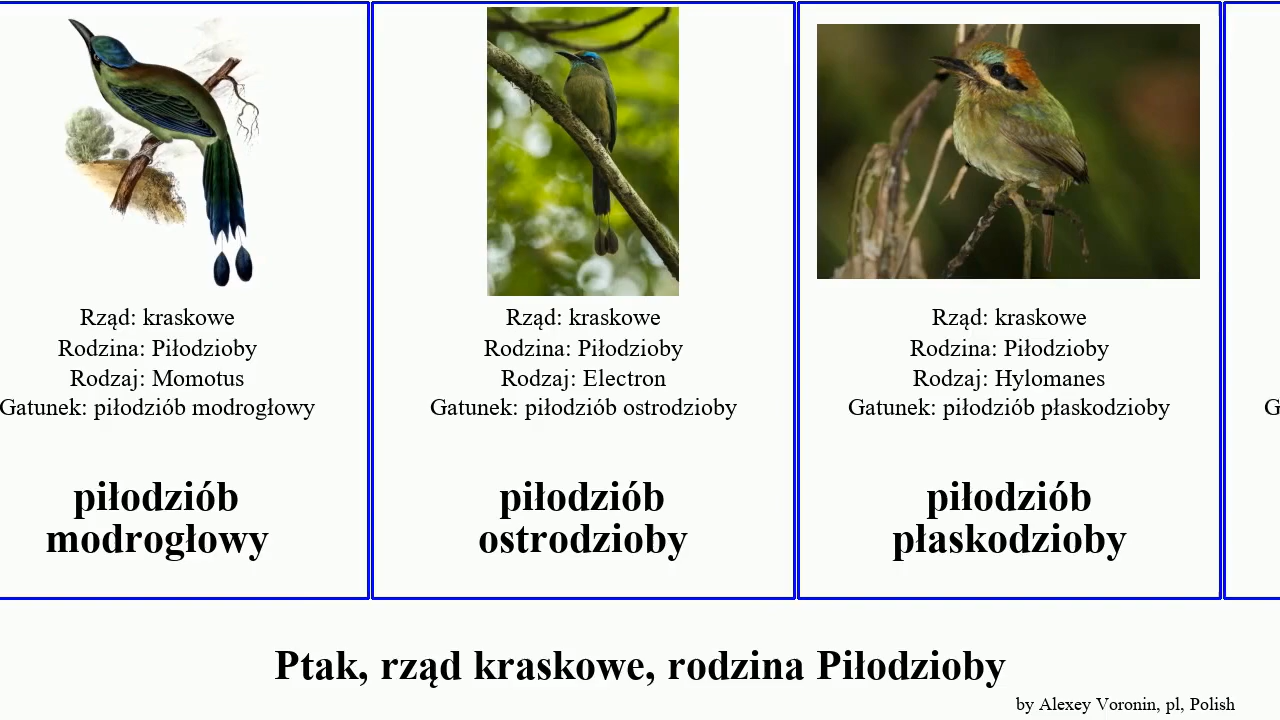 Rząd: kraskowe
Rodzina: Piłodzioby
Rodzaj: Momotus
Gatunek: piłodziób modrogłowy
piłodziób
modrogłowy
Rząd: kraskowe
Rodzina: Piłodzioby
Rodzaj: Electron
Gatunek: piłodziób ostrodzioby
piłodziób
ostrodzioby
Rząd: kraskowe
Rodzina: Piłodzioby
Rodzaj: Hylomanes
Gatunek: piłodziób płaskodzioby
piłodziób
płaskodzioby
G
Ptak, rząd kraskowe, rodzina Piłodzioby
by Alexey Voronin, pl, Polish